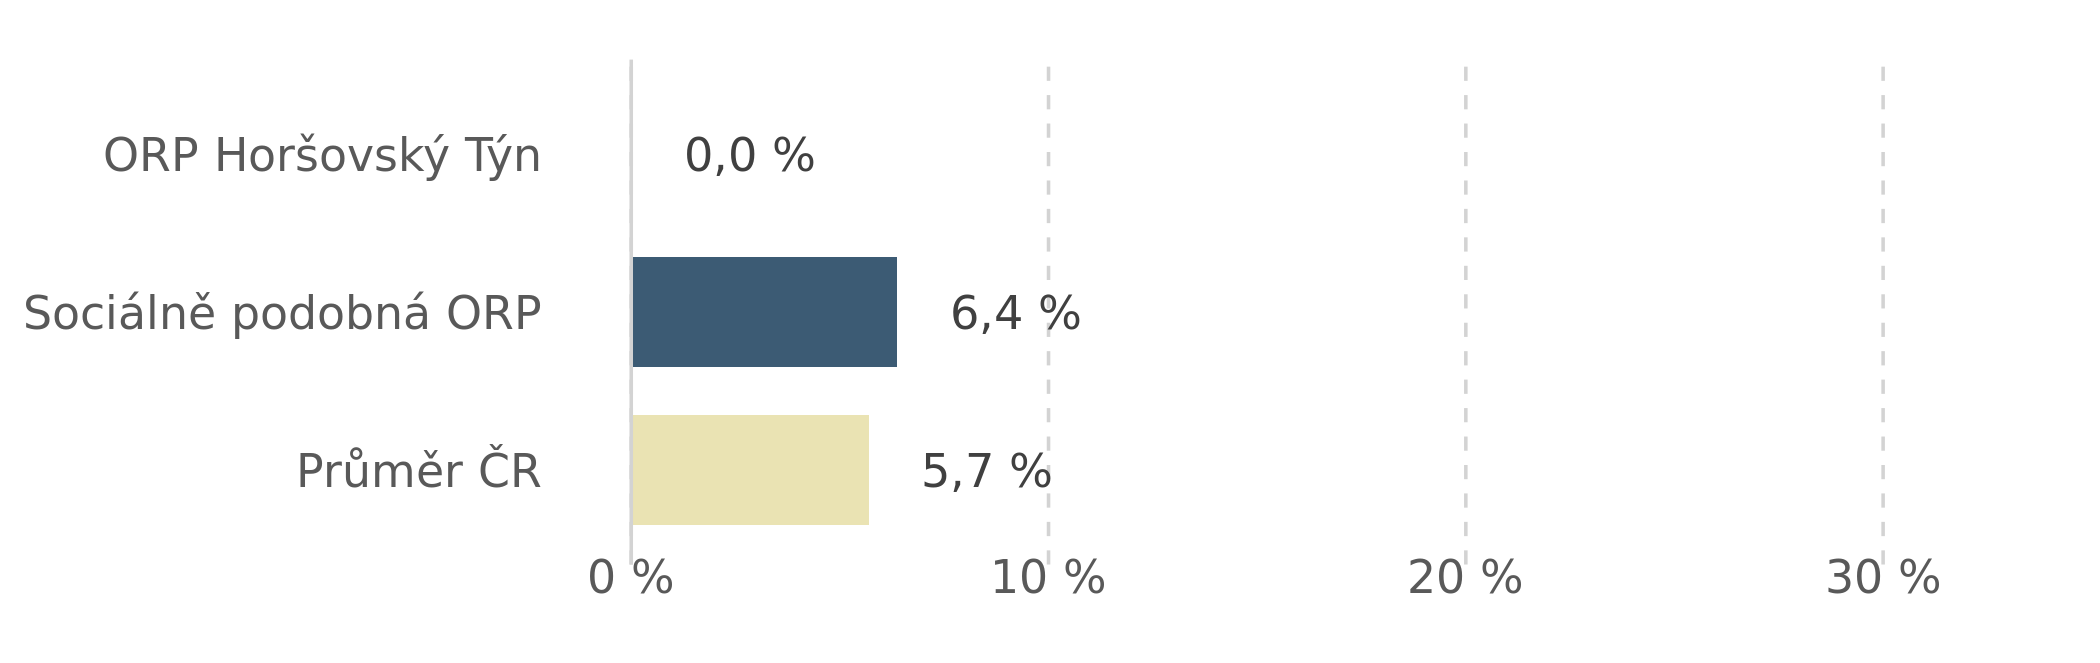 ORP Horšovský Týn 0,0 %
Sociálně podobná ORP 6,4 %
Průměr ČR 5,7 %
0 % 10 % 20 % 30 %